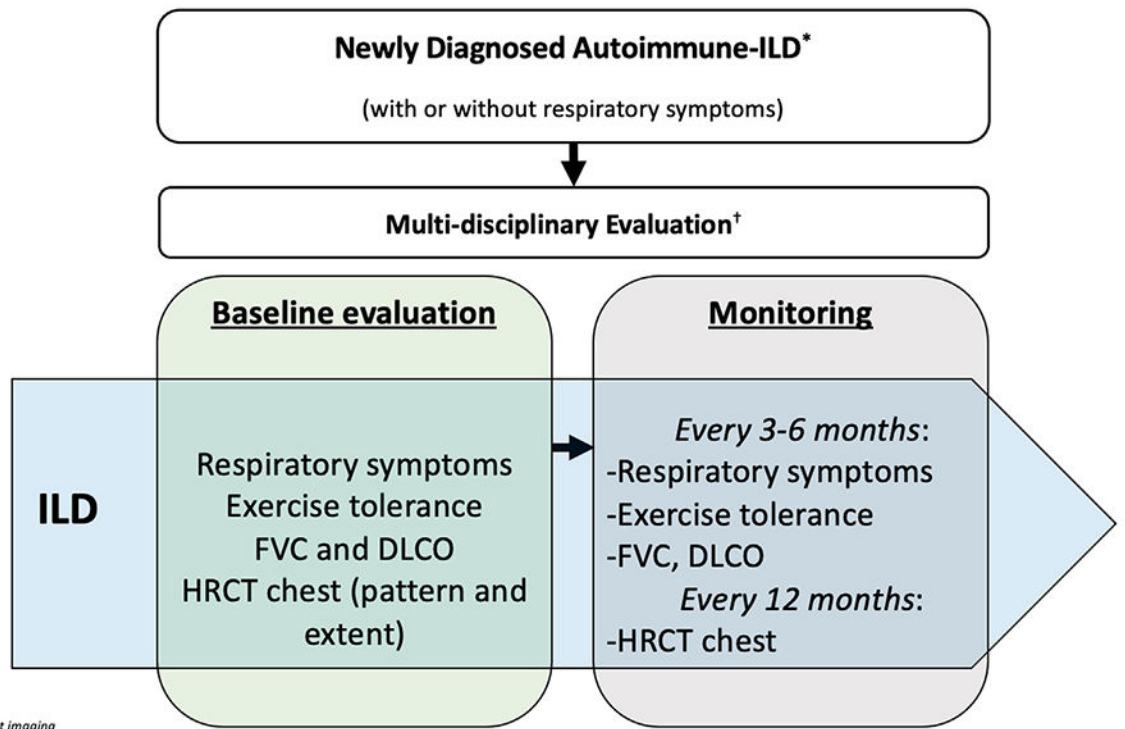 Newly Diagnosed Autoimmune-ILD*
(with or without respiratory symptoms)
Multi-disciplinary Evaluation†
Baseline evaluation
Respiratory symptoms
Exercise tolerance
FVC and DLCO
HRCT chest (pattern and
extent)
Monitoring
Every 3-6 months:
-Respiratory symptoms
-Exercise tolerance
-FVC, DLCO
Every 12 months:
-HRCT chest
ILD
imaging